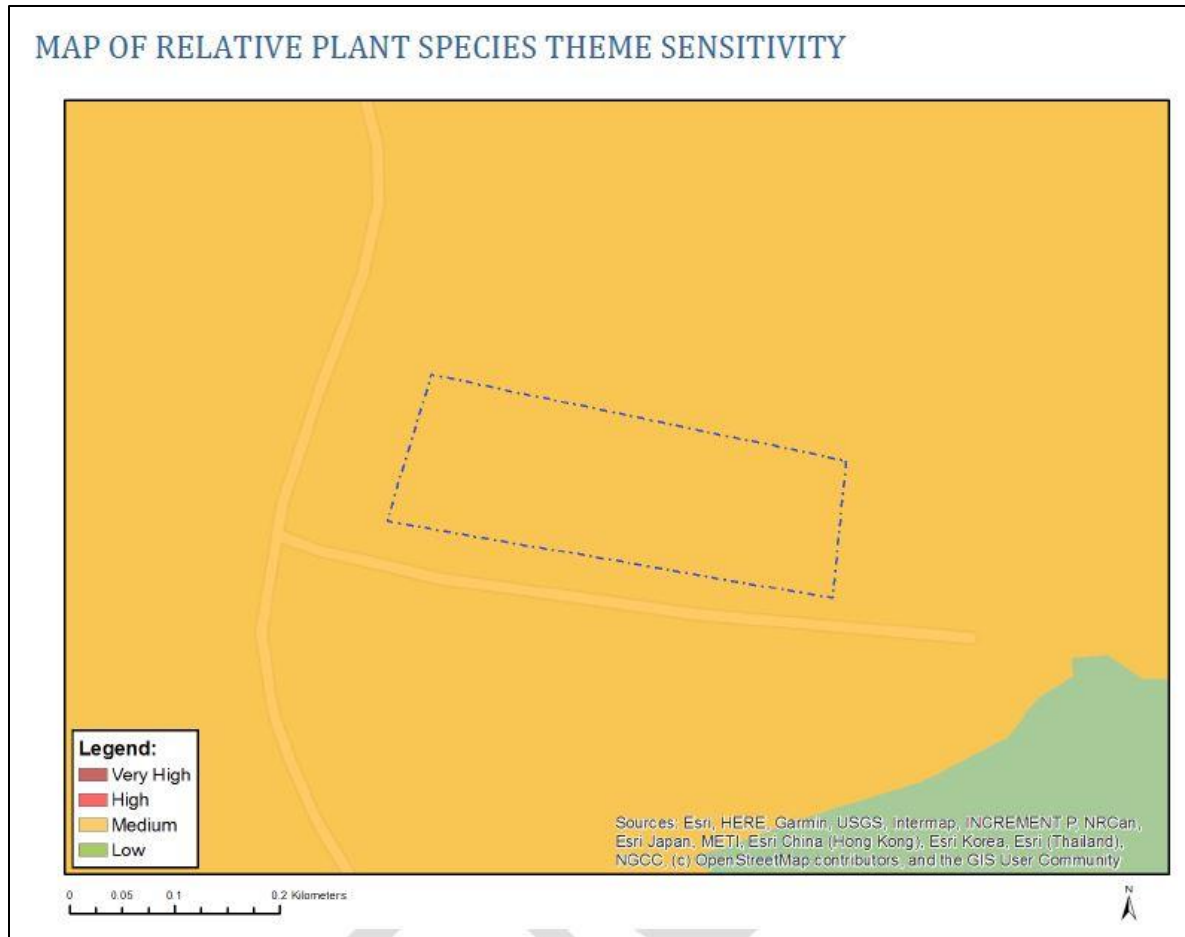 MAP OF RELATIVE PLANT SPECIES THEME SENSITIVITY
Legend:
Very High
High
Medium
Low
Sources: Esri, HERE, Garmin, USGS, Intermap, INCREMENT P, NRCan,
Esri Japan, METI, Esri China (Hong Kong), Esri Korea, Esri (Thailand),
NGCC, (c) OpenStreetMap contributors, and the GIS User Community
0 0.05 0.1 0.2 Kilometers
N